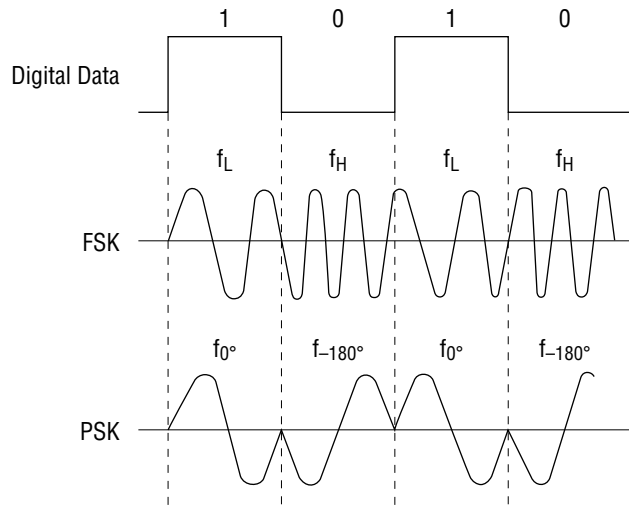 1 0 1 0
Digital Data
f_L f_H f_L f_H
FSK
f_0° f_–180° f_0° f_–180°
PSK